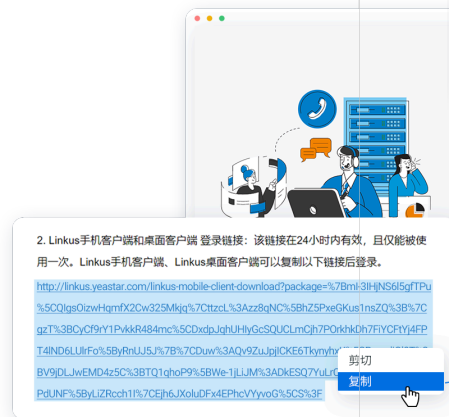 2. Linkus手机客户端和桌面客户端 登录链接：该链接在24小时内有效，且仅能被使
用一次。Linkus手机客户端、Linkus桌面客户端可以复制以下链接后登录。
http://linkus.yeastar.com/linkus-mobile-client-download?package=%7Bml-3IHjNS6l5gfTPu
%5CQIgsOizwHqmfX2Cw325Mkjq%7CttzcL%3Azz8qNC%5BhZ5PxeGKus1nsZQ%3B%7C
gzT%3BCyCf9rY1PvkkR484mc%5CDxdpJqhUHIyGcSQUCLmCjh7POrkhkDh7FiYCFtYj4FP
T4lND6LUlrFo%5ByRnUJ5J%7B%7CDuw%3AQv9ZuJpjICKE6Tkynyhx
BV9jDLJwEMD4z5C%3BTQ1qhoP9%5BWe-1jLiJM%3ADkESQ7YuLr
PdUNF%5ByLiZRcch1I%7CEjh6JXoluDFx4EPhcVYyvoG%5CS%3F
剪切
复制